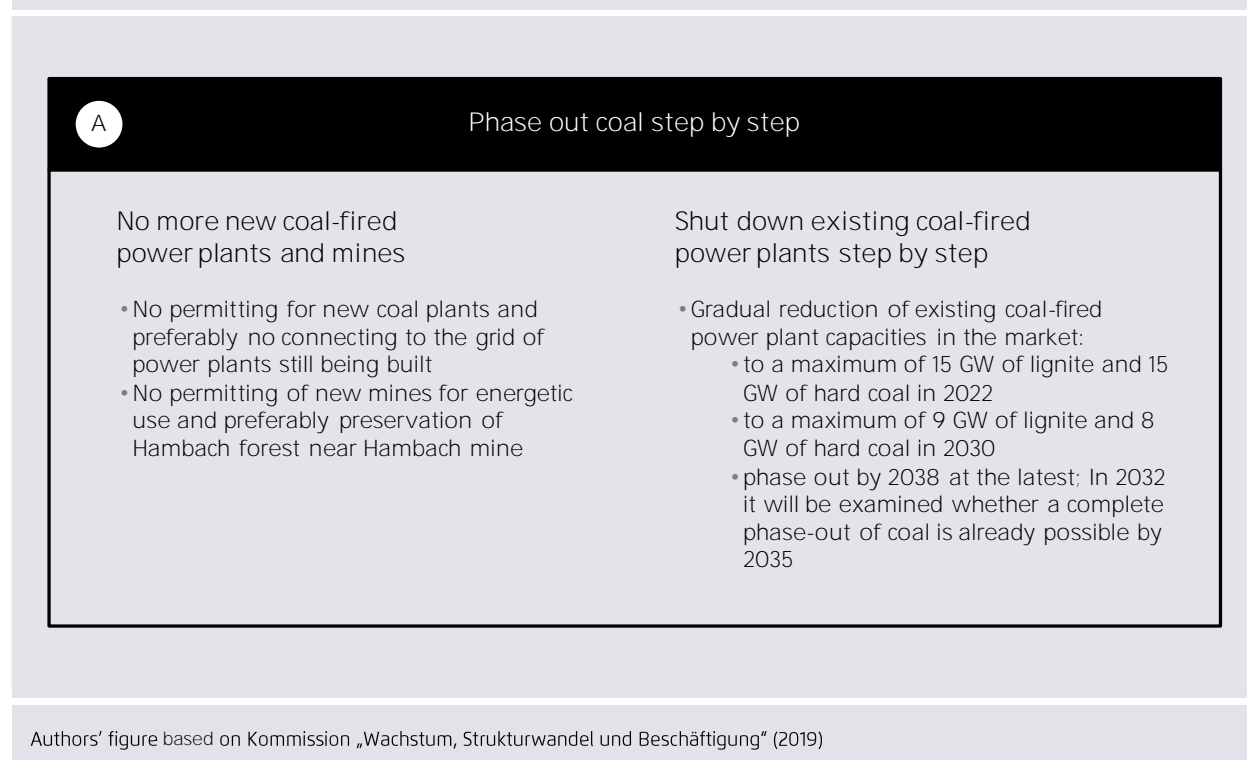 A
Phase out coal step by step
No more new coal-fired
power plants and mines
• No permitting for new coal plants and
preferably no connecting to the grid of
power plants still being built
• No permitting of new mines for energetic
use and preferably preservation of
Hambach forest near Hambach mine
Shut down existing coal-fired
power plants step by step
• Gradual reduction of existing coal-fired
power plant capacities in the market:
• to a maximum of 15 GW of lignite and 15
GW of hard coal in 2022
• to a maximum of 9 GW of lignite and 8
GW of hard coal in 2030
• phase out by 2038 at the latest; In 2032
it will be examined whether a complete
phase-out of coal is already possible by
2035
Authors' figure based on Kommission „Wachstum, Strukturwandel und Beschäftigung" (2019)